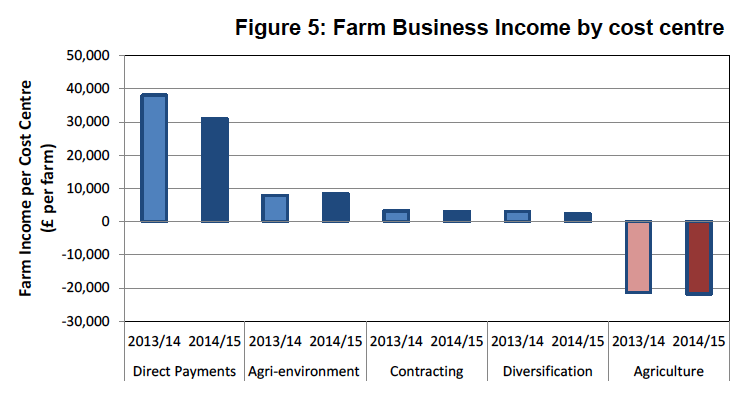 Figure 5: Farm Business Income by cost centre
Farm Income per Cost Centre
(£ per farm)
50,000
40,000
30,000
20,000
10,000
0
-10,000
-20,000
-30,000
2013/14 2014/15 2013/14 2014/15 2013/14 2014/15 2013/14 2014/15 2013/14 2014/15
Direct Payments Agri-environment Contracting Diversification Agriculture